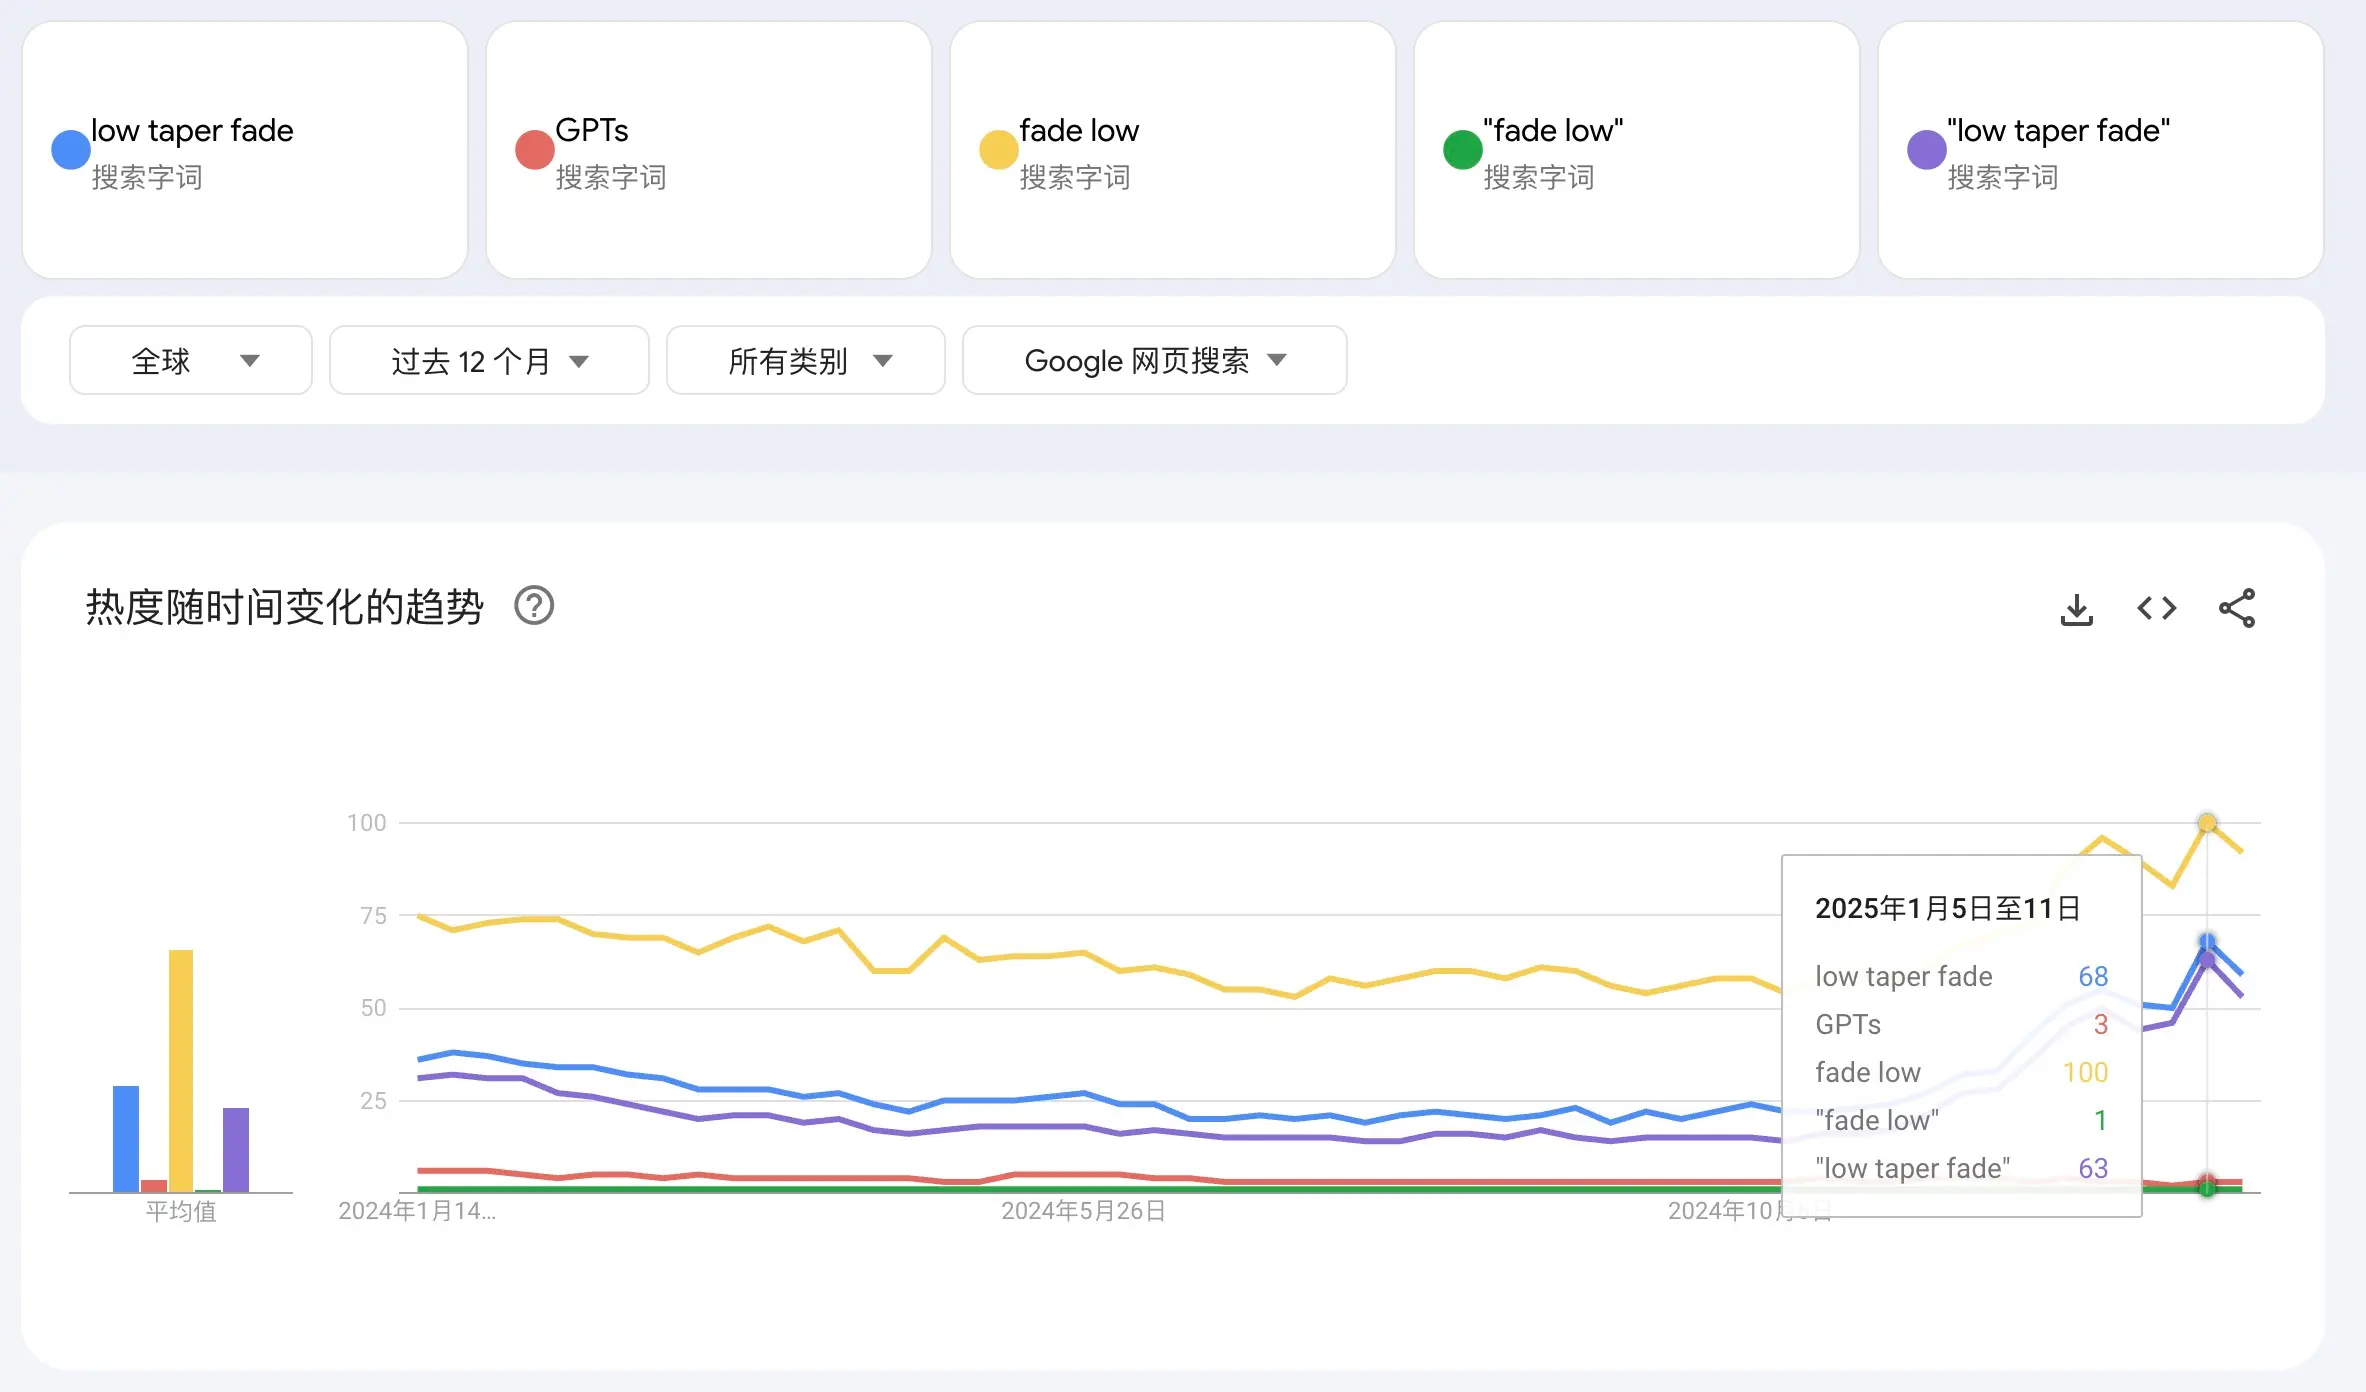 low taper fade
搜索字词
GPTs
搜索字词
fade low
搜索字词
"fade low"
搜索字词
"low taper fade"
搜索字词
全球
过去 12 个月
所有类别
Google 网页搜索
热度随时间变化的趋势
100
75
50
25
平均值
2024年1月14...
2024年5月26日
2024年10月6日
2025年1月5日至11日
low taper fade 68
GPTs 3
fade low 100
"fade low" 1
"low taper fade" 63